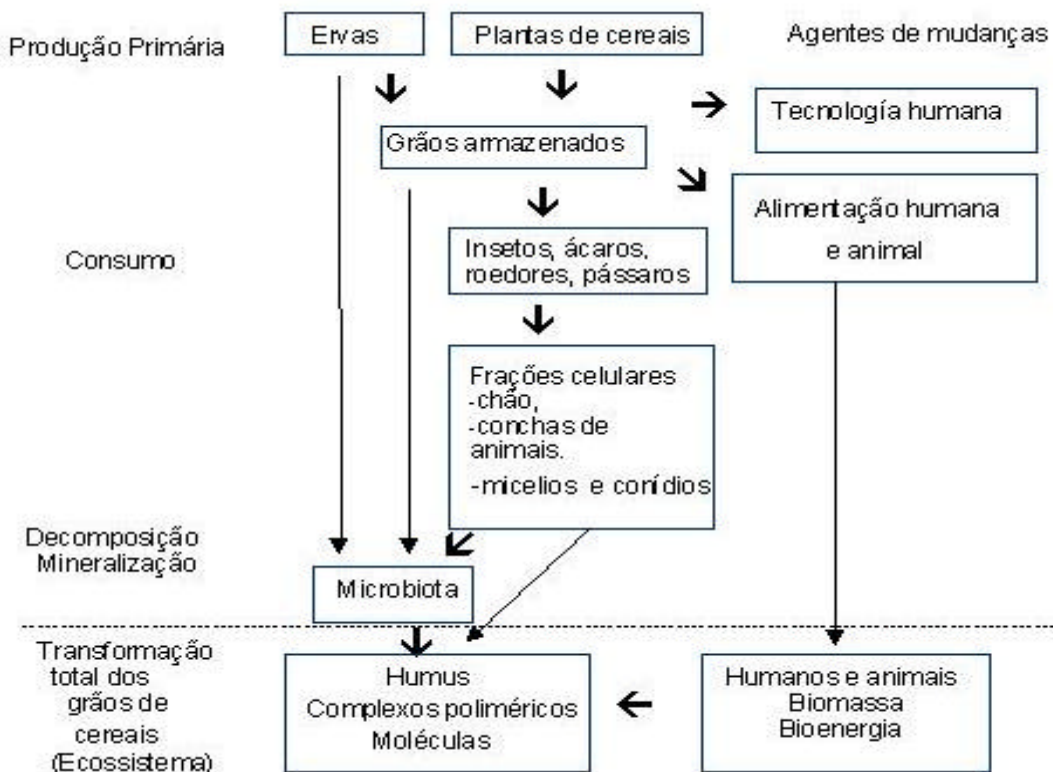 Produção Primária
Ervas
Plantas de cereais
Agentes de mudanças
Tecnología humana
Grãos armazenados
Alimentação humana
e animal
Consumo
Insetos, ácaros,
roedores, pássaros
Frações celulares
-chão,
-conchas de
animais.
-micelios e conídios
Decomposição
Mineralização
Microbiota
Transformação
total dos
grãos de
cereais
(Ecossistema)
Humus
Complexos poliméricos
Moléculas
Humanos e animais
Biomassa
Bioenergia